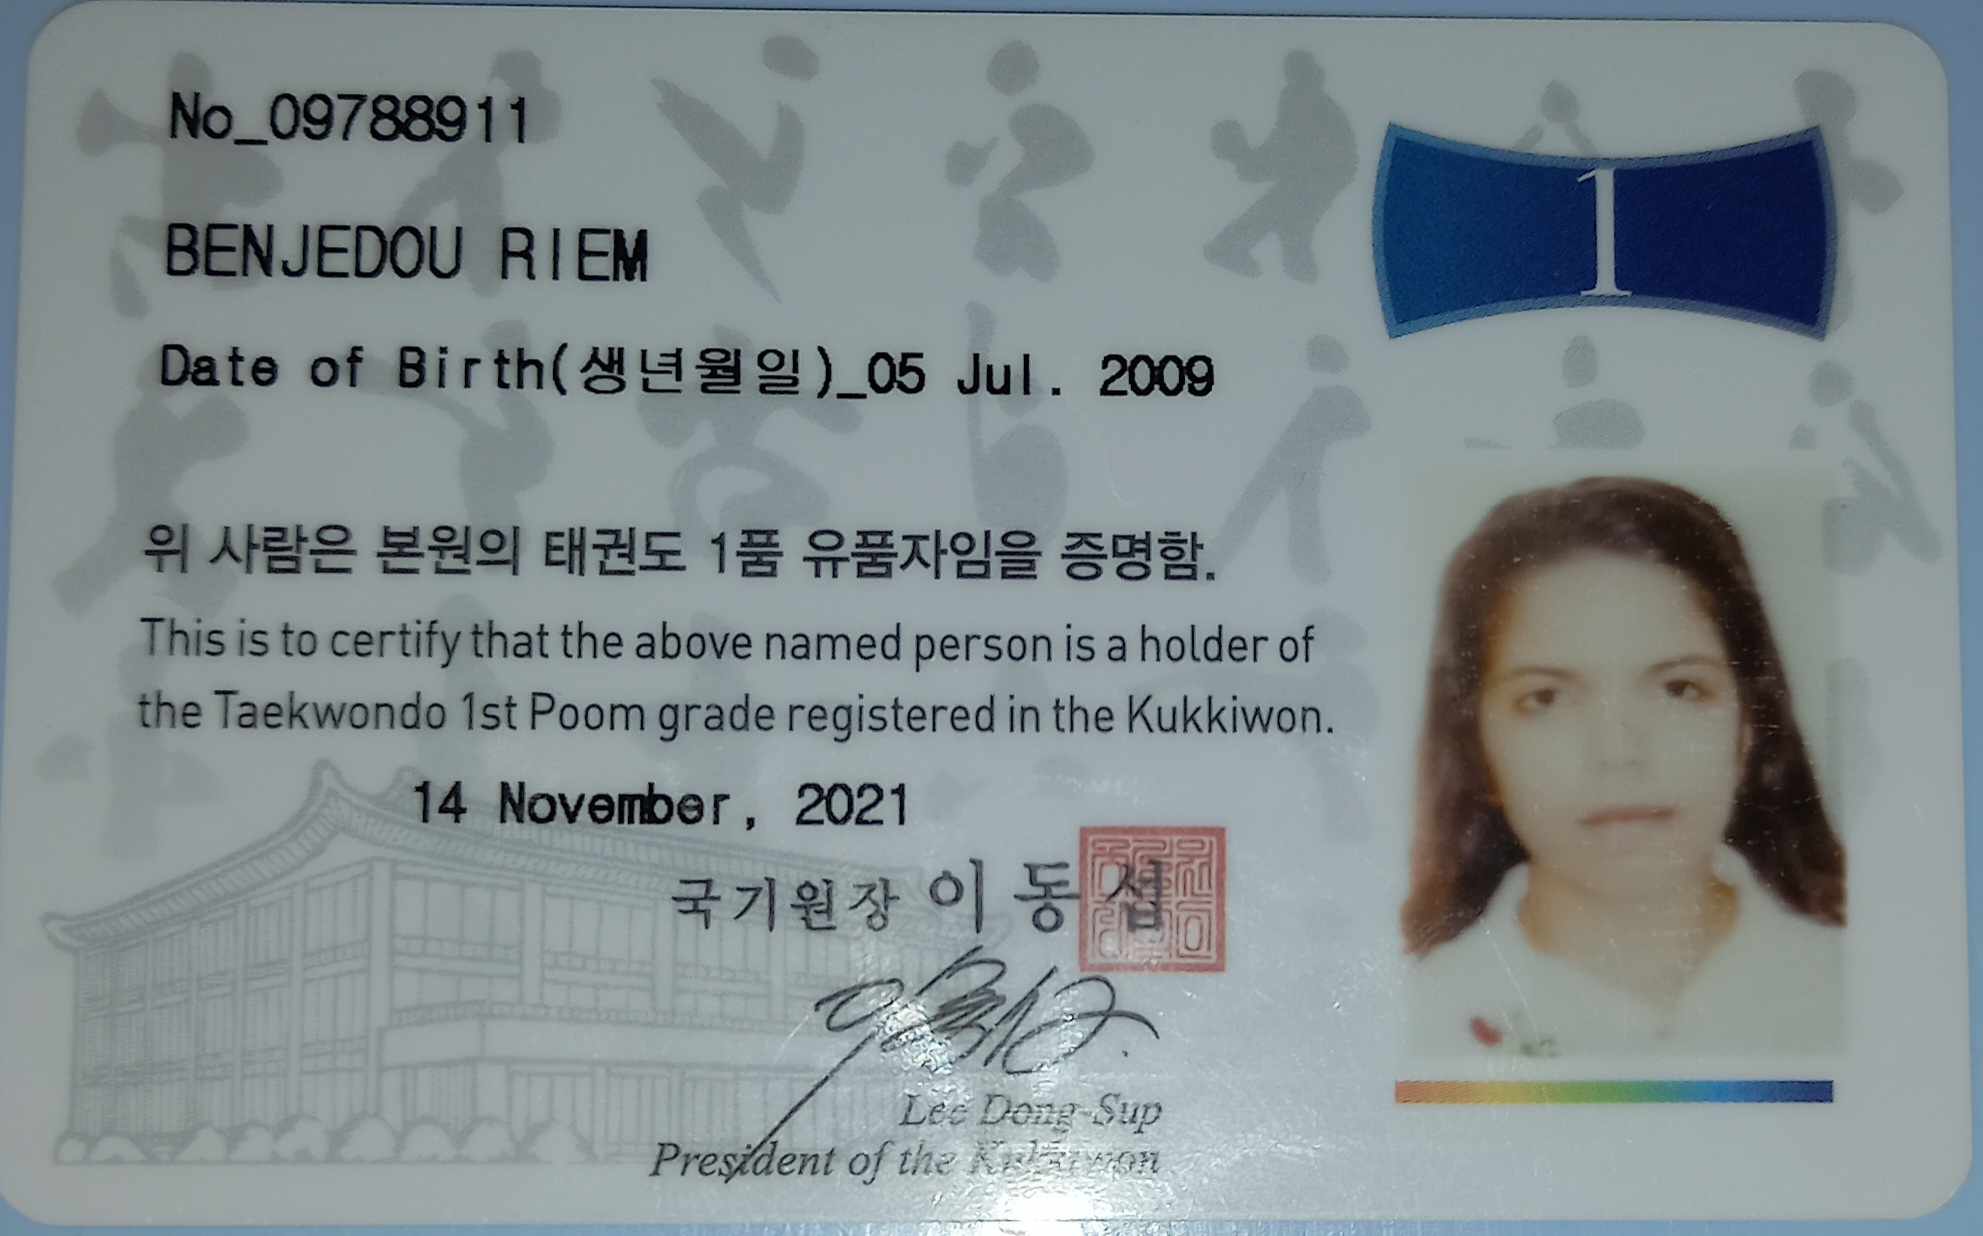 No_09788911
1
BENJEDOU RIEM
Date of Birth(생년월일)_05 Jul. 2009
위 사람은 본원의 태권도 1품 유품자임을 증명함.
This is to certify that the above named person is a holder of
the Taekwondo 1st Poom grade registered in the Kukkiwon.
14 November, 2021
국기원장 이동섭
Lee Dong-Sup
President of the Kukkiwon